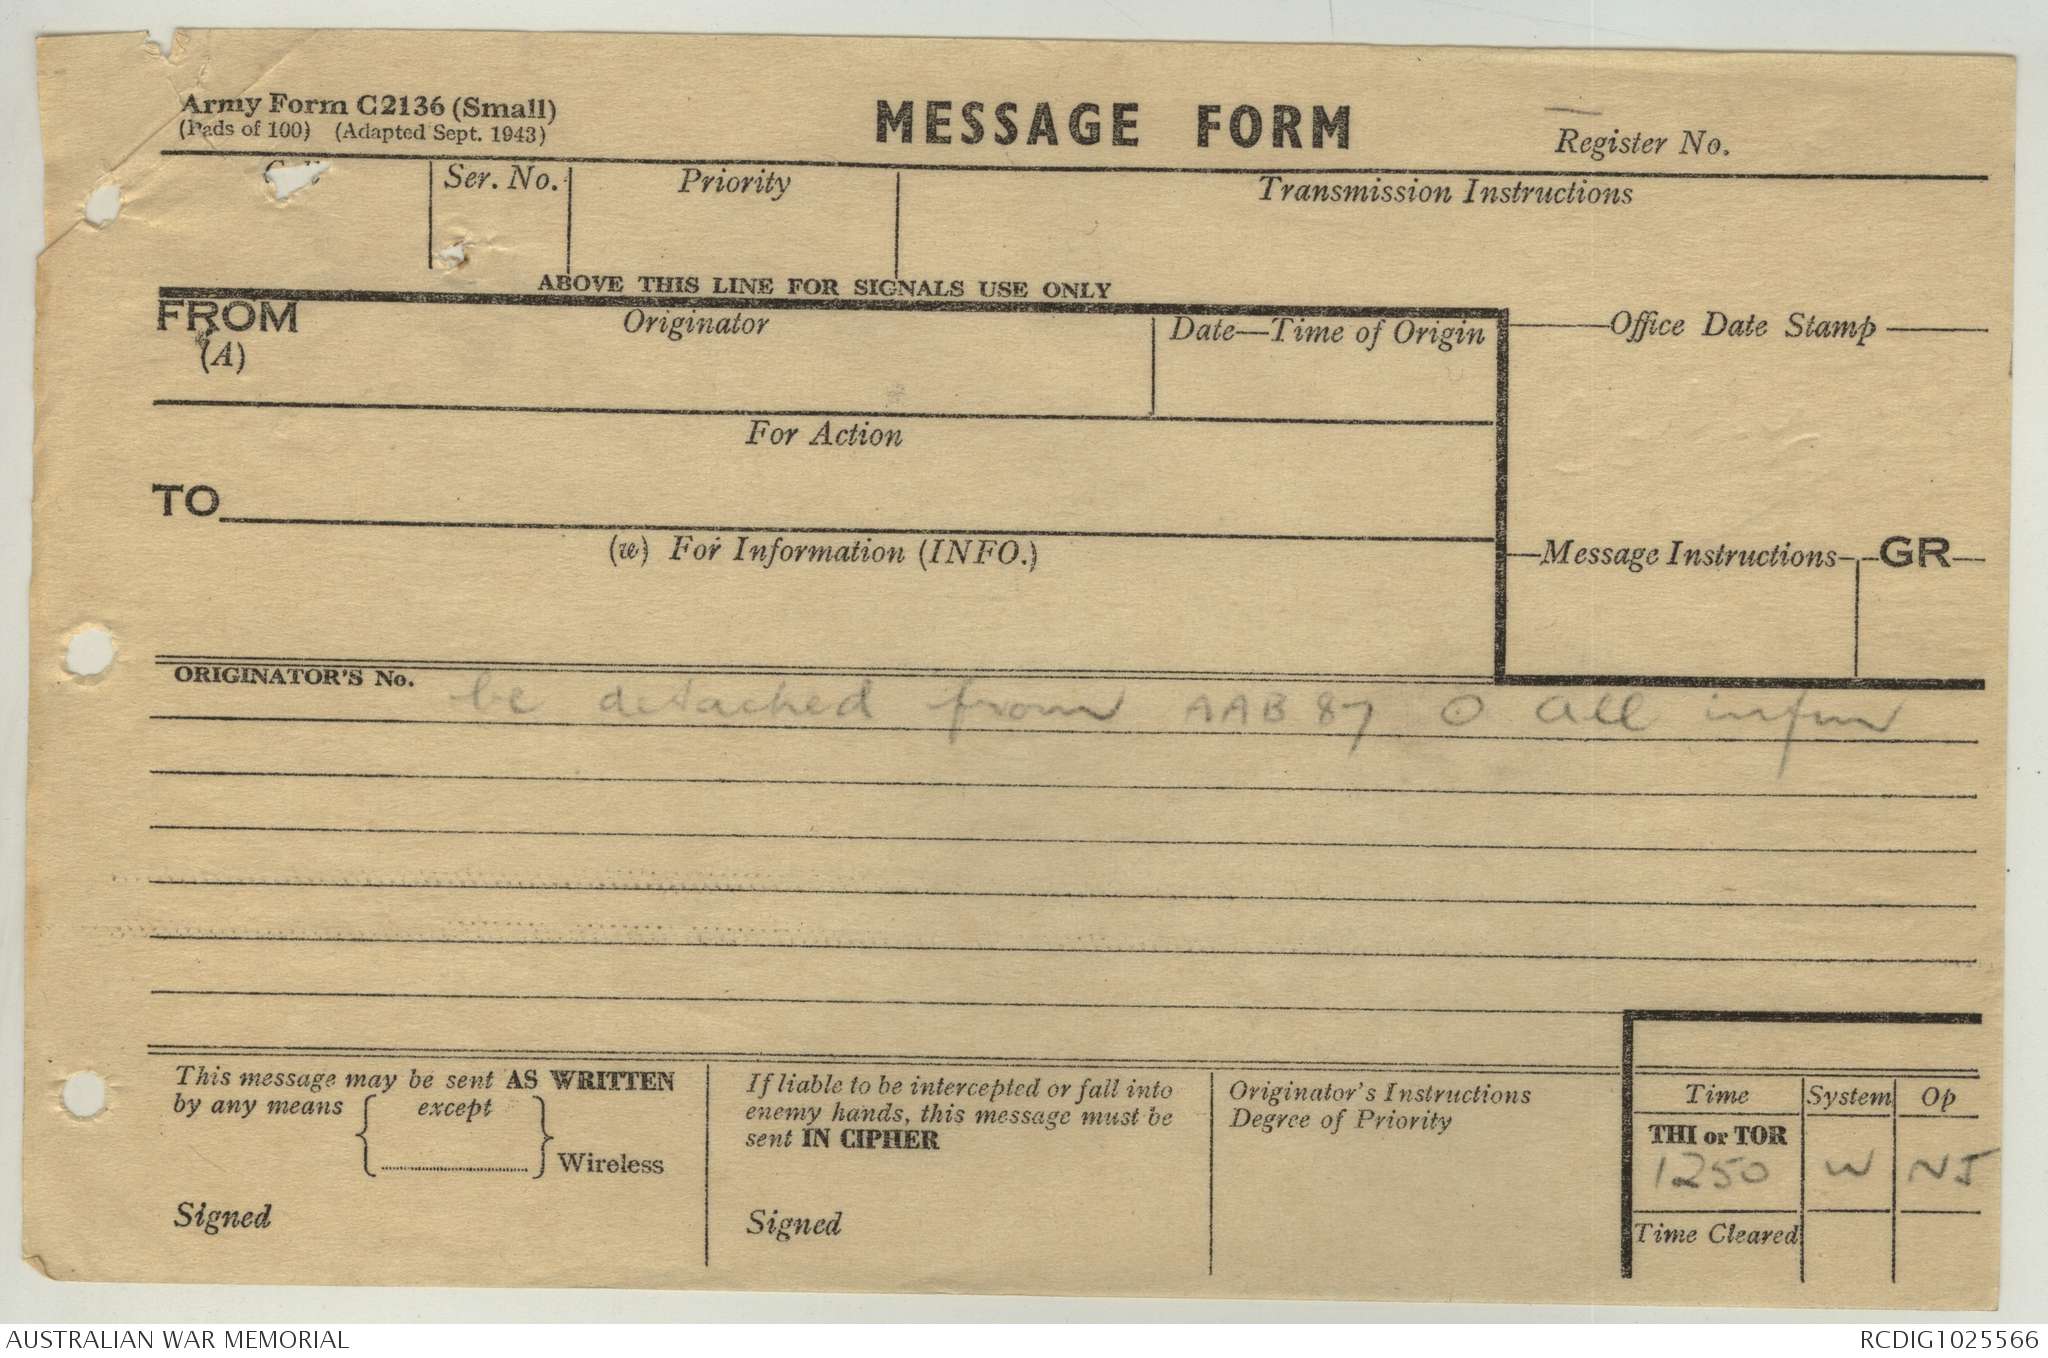 Army Form C2136 (Small)
(Pads of 100) (Adapted Sept. 1943)
MESSAGE FORM
Register No.
Call
Ser. No.
Priority
Transmission Instructions
ABOVE THIS LINE FOR SIGNALS USE ONLY
FROM
(A)
Originator
Date—Time of Origin
Office Date Stamp
For Action
TO
(w) For Information (INFO.)
Message Instructions
GR
ORIGINATOR'S No.
be detached from AAB 87 O all infm
This message may be sent AS WRITTEN
by any means { except }
Wireless
Signed
If liable to be intercepted or fall into
enemy hands, this message must be
sent IN CIPHER
Signed
Originator's Instructions
Degree of Priority
Time System Op
THI or TOR
1250 W NJ
Time Cleared
AUSTRALIAN WAR MEMORIAL
RCDIG1025566